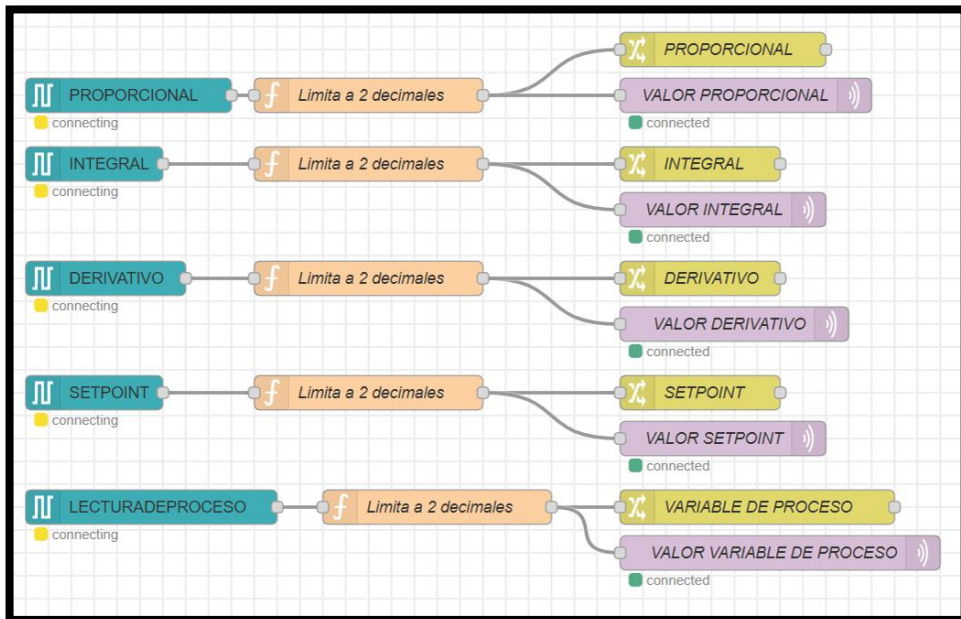 PROPORCIONAL
PROPORCIONAL
Limita a 2 decimales
VALOR PROPORCIONAL
connecting
connected
INTEGRAL
Limita a 2 decimales
INTEGRAL
connecting
VALOR INTEGRAL
connected
DERIVATIVO
Limita a 2 decimales
DERIVATIVO
connecting
VALOR DERIVATIVO
connected
SETPOINT
Limita a 2 decimales
SETPOINT
connecting
VALOR SETPOINT
connected
LECTURADEPROCESO
Limita a 2 decimales
VARIABLE DE PROCESO
connecting
VALOR VARIABLE DE PROCESO
connected